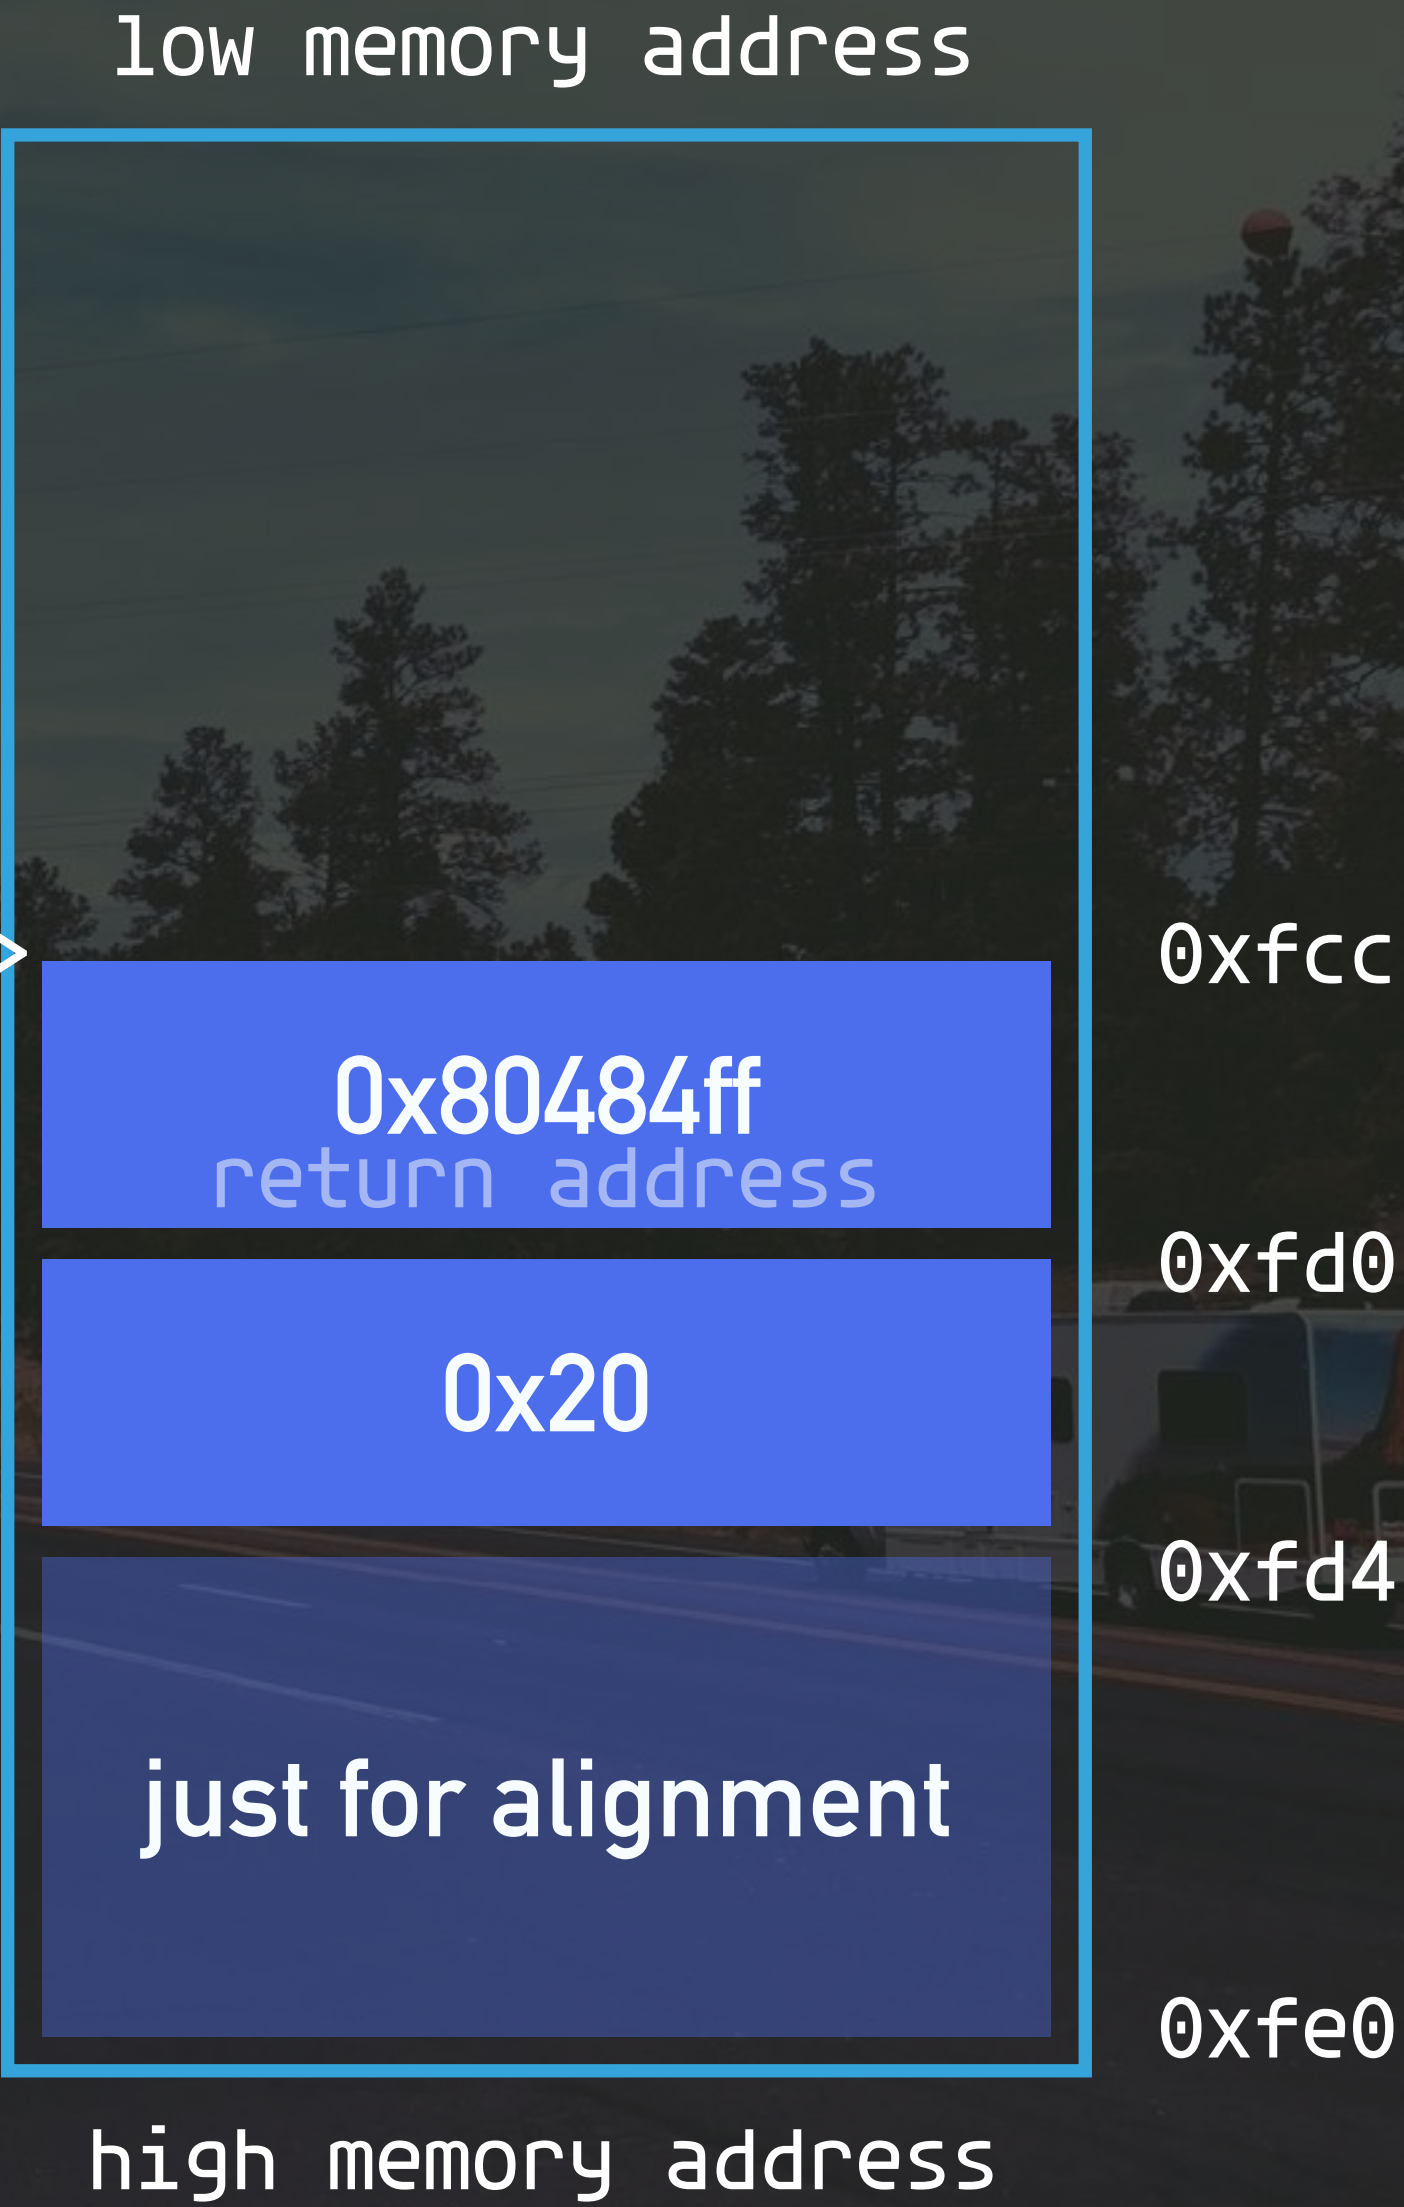 low memory address
>
0xfcc
0x80484ff
return address
0xfd0
0x20
0xfd4
just for alignment
0xfe0
high memory address